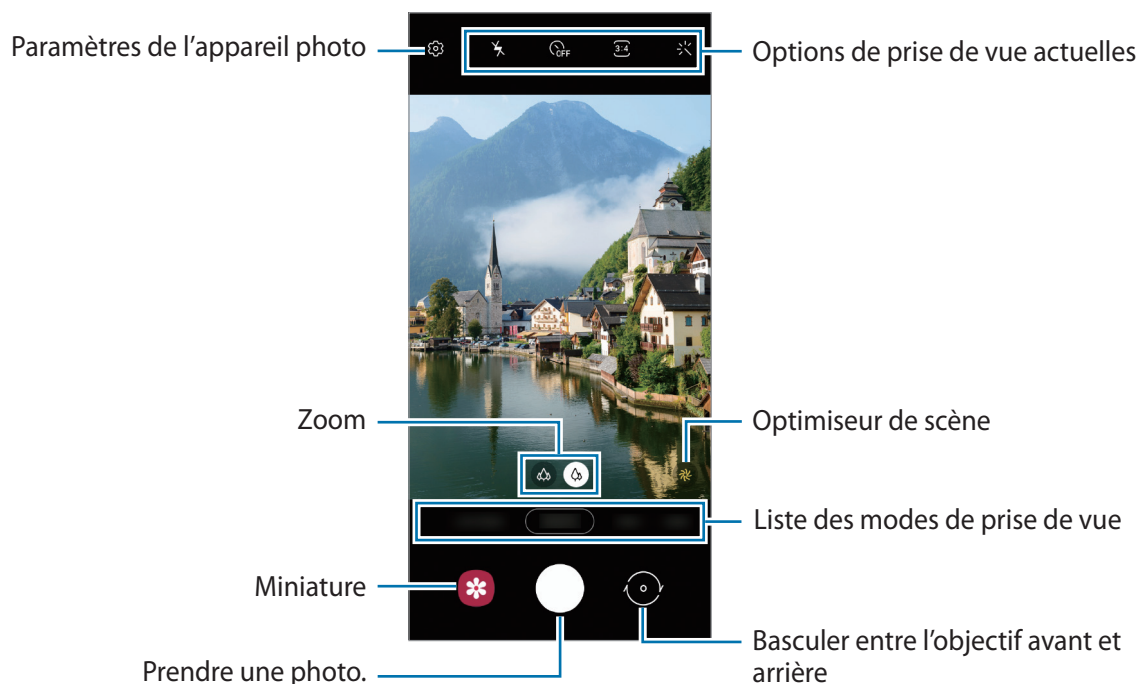 Paramètres de l’appareil photo
OFF
3:4
Options de prise de vue actuelles
Zoom
Optimiseur de scène
Liste des modes de prise de vue
Miniature
Basculer entre l’objectif avant et
arrière
Prendre une photo.